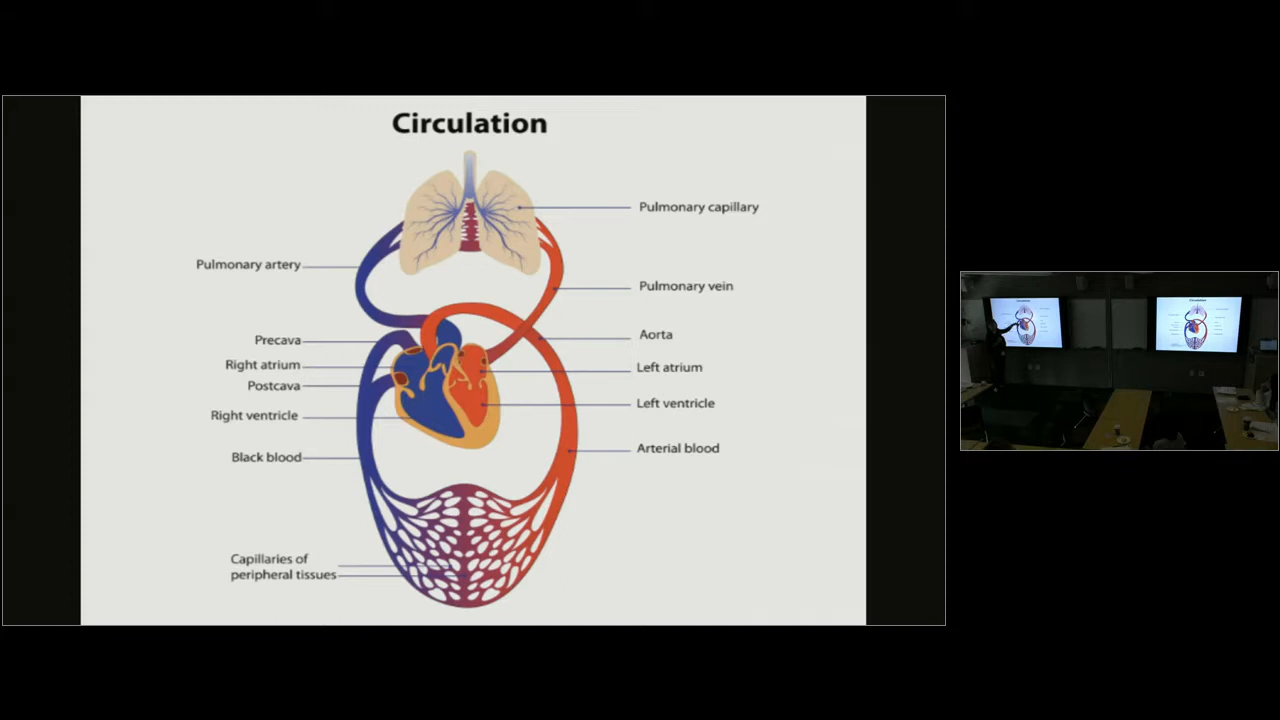 Circulation
Pulmonary capillary
Pulmonary artery
Pulmonary vein
Precava
Aorta
Right atrium
Left atrium
Postcava
Left ventricle
Right ventricle
Black blood
Arterial blood
Capillaries of
peripheral tissues